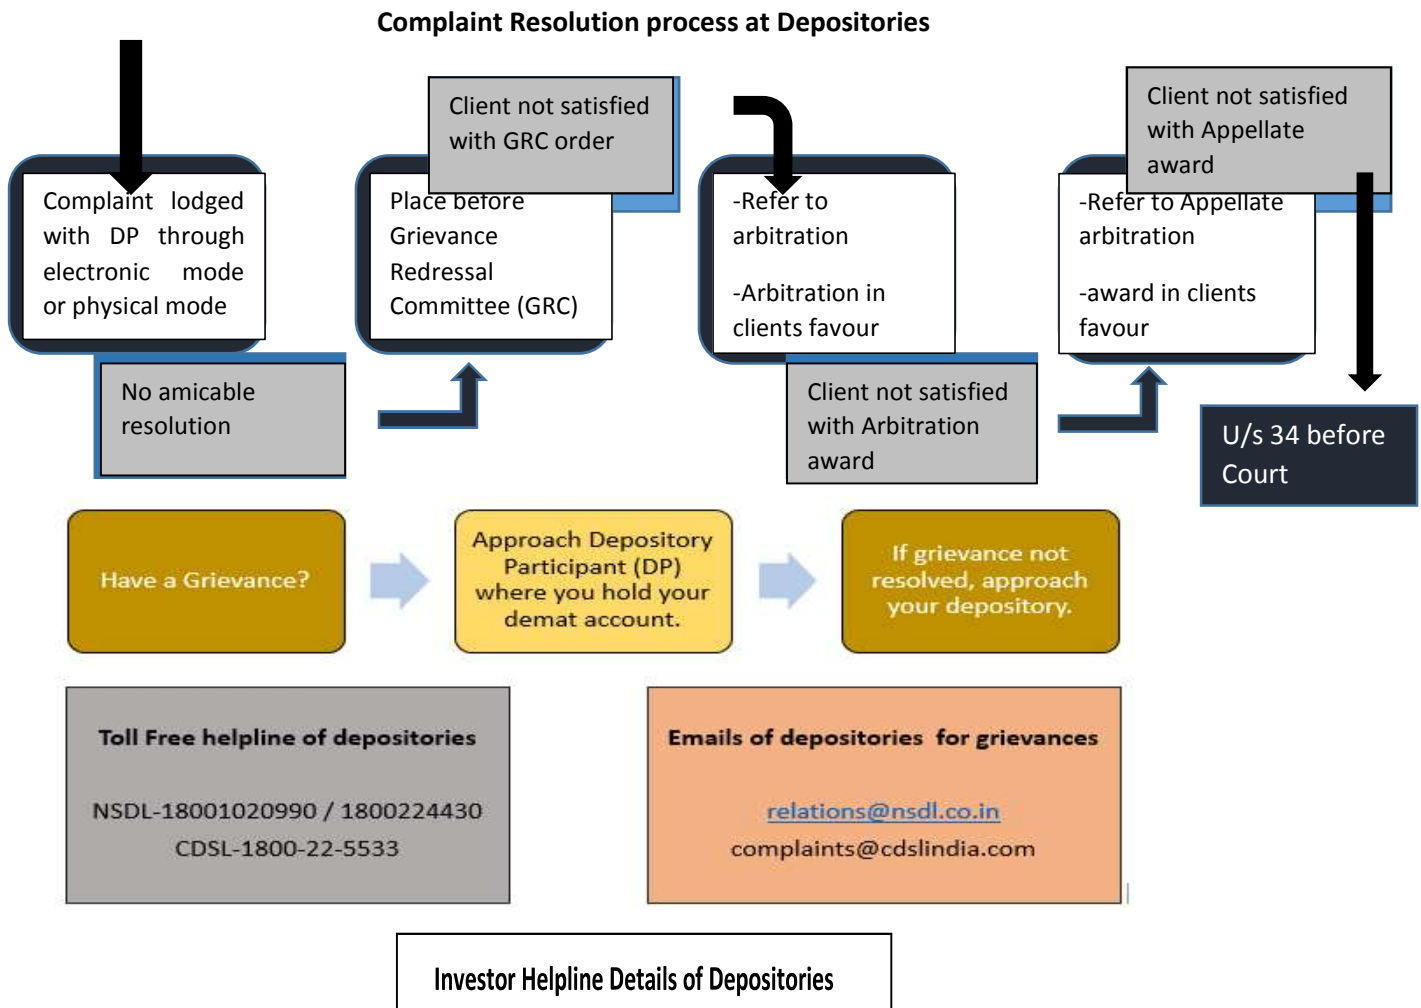 Complaint Resolution process at Depositories
Complaint lodged
with DP through
electronic mode
or physical mode
No amicable
resolution
Place before
Grievance
Redressal
Committee (GRC)
Client not satisfied
with GRC order
-Refer to
arbitration
-Arbitration in
clients favour
Client not satisfied
with Arbitration
award
-Refer to Appellate
arbitration
-award in clients
favour
Client not satisfied
with Appellate
award
U/s 34 before
Court
Have a Grievance?
Approach Depository
Participant (DP)
where you hold your
demat account.
If grievance not
resolved, approach
your depository.
Toll Free helpline of depositories
NSDL-18001020990 / 1800224430
CDSL-1800-22-5533
Emails of depositories for grievances
relations@nsdl.co.in
complaints@cdslindia.com
Investor Helpline Details of Depositories